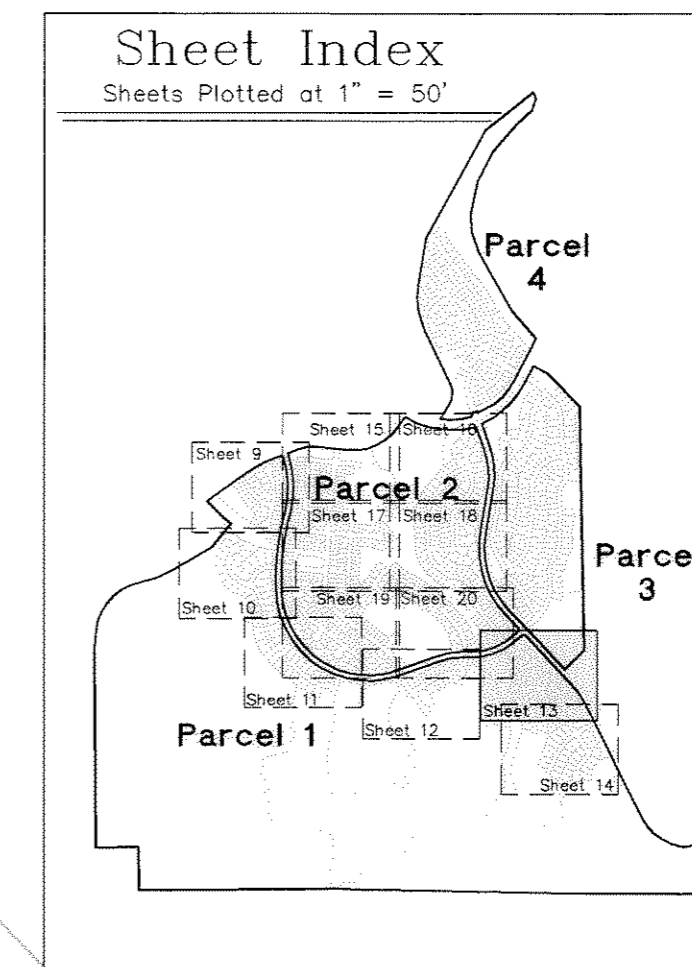 Sheet Index
Sheets Plotted at 1" = 50'
Parcel
4
Sheet 15
Sheet 16
Sheet 9
Parcel 2
Sheet 17
Sheet 18
Parce
3
Sheet 10
Sheet 19
Sheet 20
Sheet 11
Sheet 13
Parcel 1
Sheet 12
Sheet 14